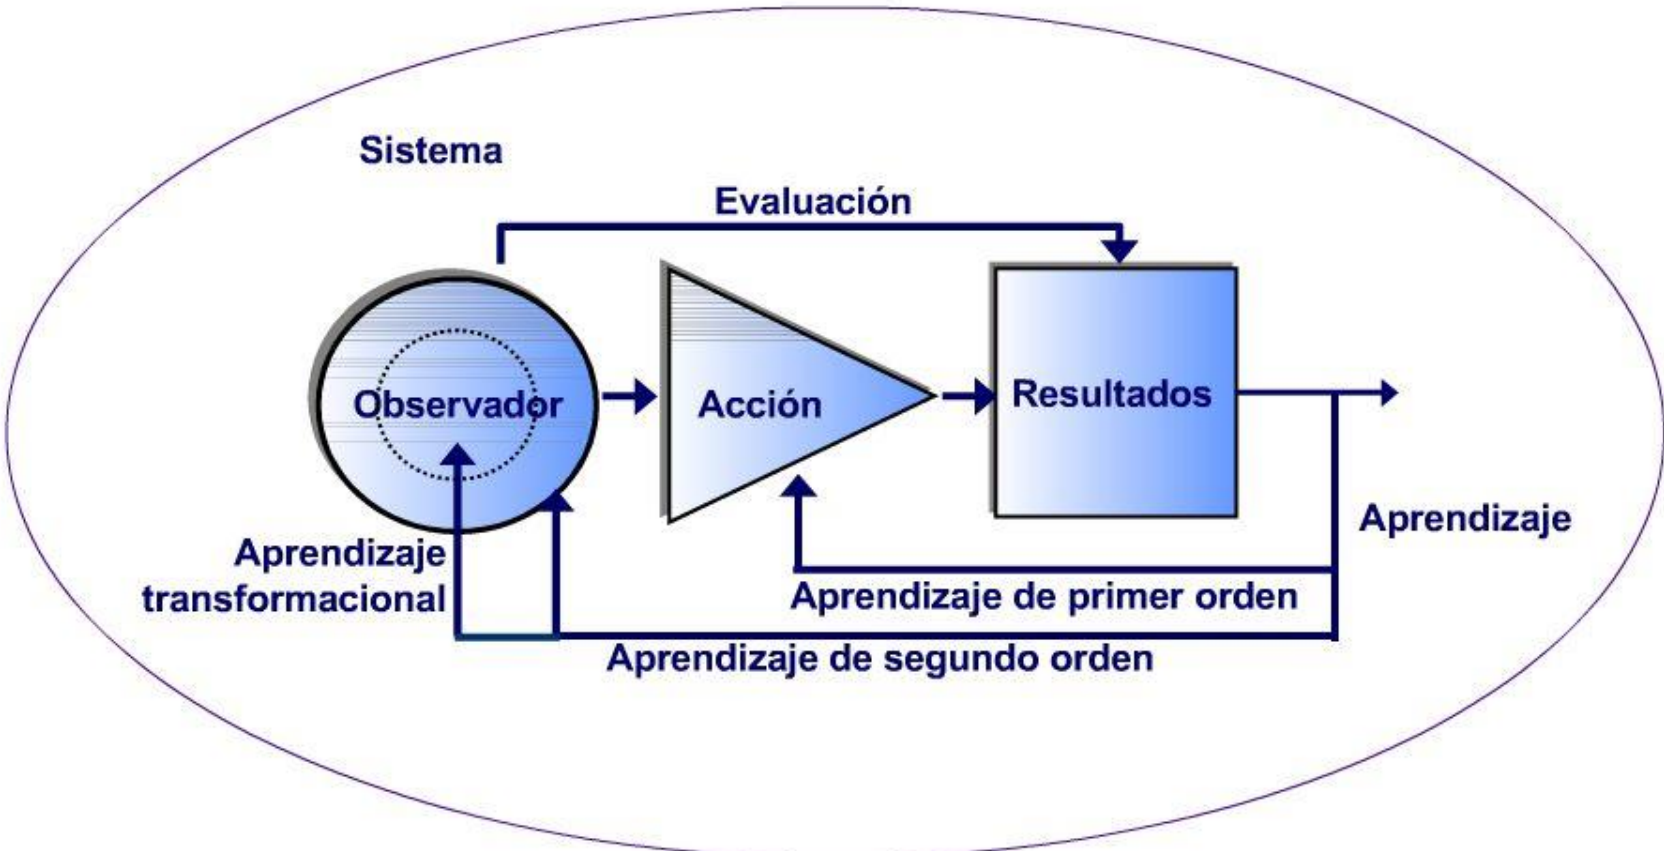 Sistema
Evaluación
Observador
Acción
Resultados
Aprendizaje
Aprendizaje
transformacional
Aprendizaje de primer orden
Aprendizaje de segundo orden